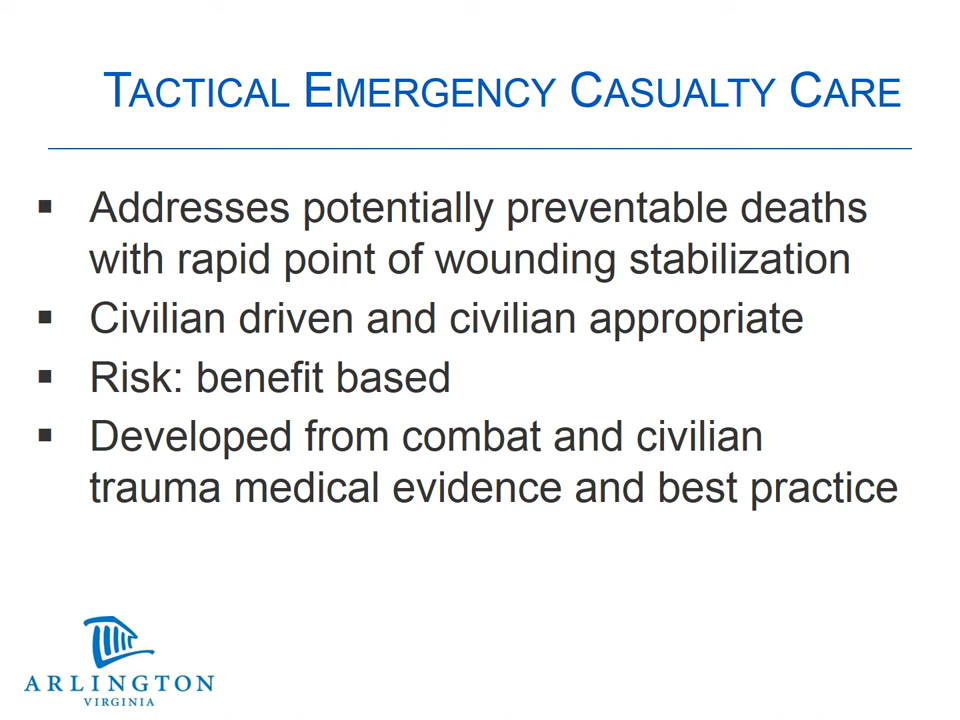 TACTICAL EMERGENCY CASUALTY CARE
▪ Addresses potentially preventable deaths
with rapid point of wounding stabilization
▪ Civilian driven and civilian appropriate
▪ Risk: benefit based
▪ Developed from combat and civilian
trauma medical evidence and best practice
ARLINGTON
VIRGINIA